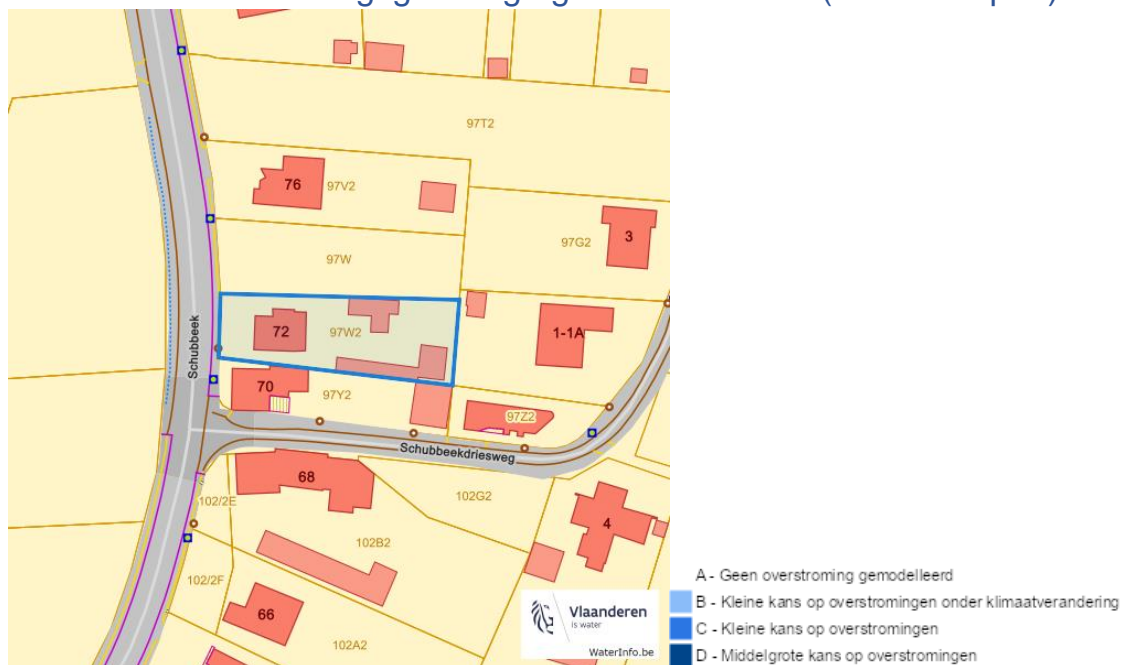 97T2
76
97V2
3
97G2
97W
72
97W2
1-1A
Schubbeek
70
97Y2
97Z2
Schubbeekdriesweg
68
102G2
102/2E
4
102B2
102/2F
66
102A2
Vlaanderen
is water
WaterInfo.be
A - Geen overstroming gemodelleerd
B - Kleine kans op overstromingen onder klimaatverandering
C - Kleine kans op overstromingen
D - Middelgrote kans op overstromingen